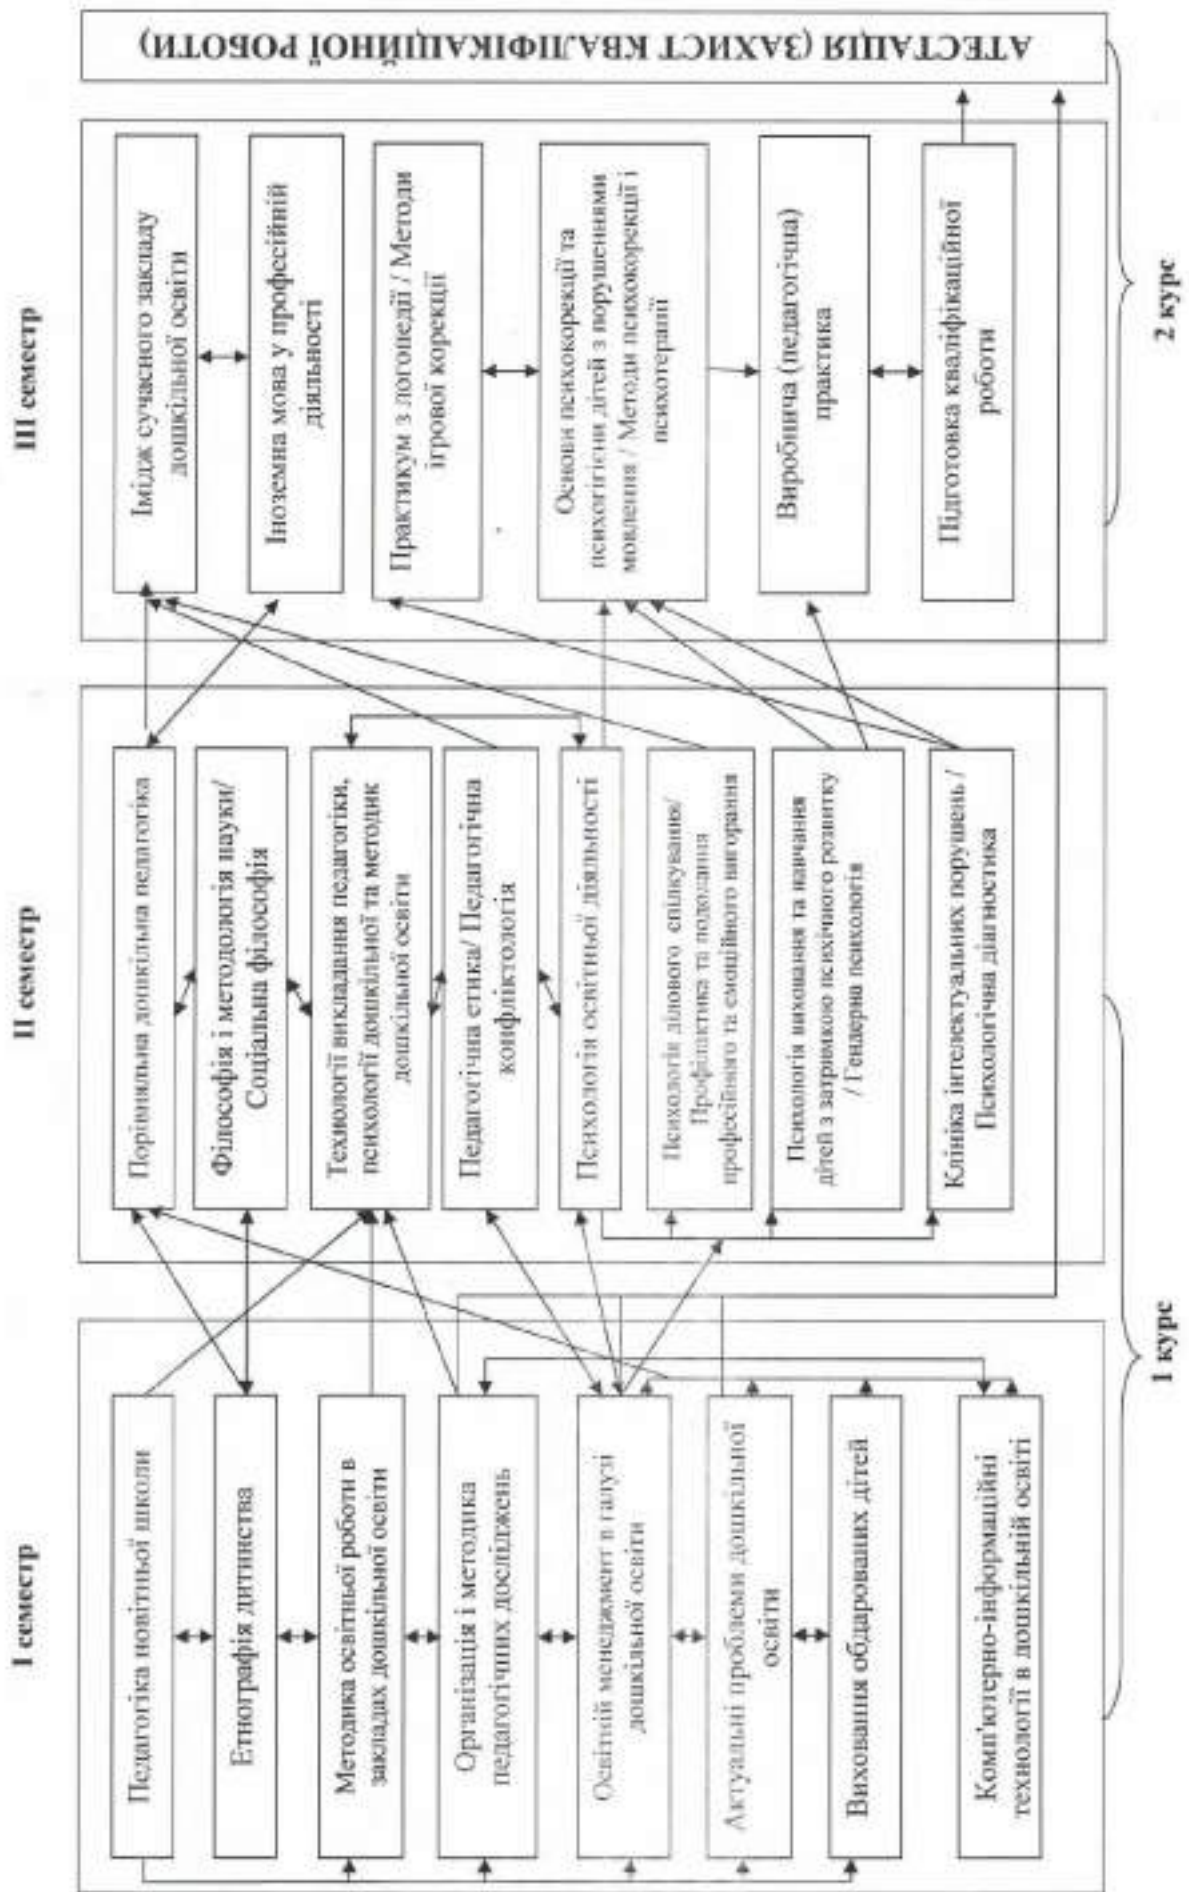 І семестр
Педагогіка новітньої школи
Етнографія дитинства
Методика освітньої роботи в
закладах дошкільної освіти
Організація і методика
педагогічних досліджень
Освітній менеджмент в галузі
дошкільної освіти
Актуальні проблеми дошкільної
освіти
Виховання обдарованих дітей
Комп'ютерно-інформаційні
технології в дошкільній освіті
ІІ семестр
Порівняльна дошкільна педагогіка
Філософія і методологія науки/
Соціальна філософія
Технології викладання педагогіки,
психології дошкільної та методик
дошкільної освіти
Педагогічна етика/ Педагогічна
конфліктологія
Психологія освітньої діяльності
Психологія ділового спілкування/
Профілактика та подолання
професійного та емоційного вигорання
Психологія виховання та навчання
дітей з затримкою психічного розвитку
/ Гендерна психологія
Клініка інтелектуальних порушень /
Психологічна діагностика
1 курс
ІІІ семестр
Імідж сучасного закладу
дошкільної освіти
Іноземна мова у професійній
діяльності
Практикум з логопедії / Методи
ігрової корекції
Основи психокорекції та
психогігієни дітей з порушеннями
мовлення / Методи психокорекції і
психотерапії
Виробнича (педагогічна)
практика
Підготовка кваліфікаційної
роботи
2 курс
АТЕСТАЦІЯ (ЗАХИСТ КВАЛІФІКАЦІЙНОЇ РОБОТИ)